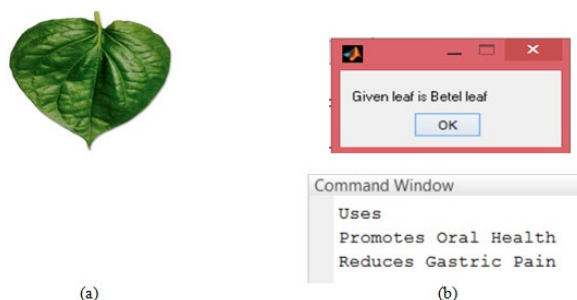 Given leaf is Betel leaf
OK
Command Window
Uses
Promotes Oral Health
Reduces Gastric Pain
(a)
(b)